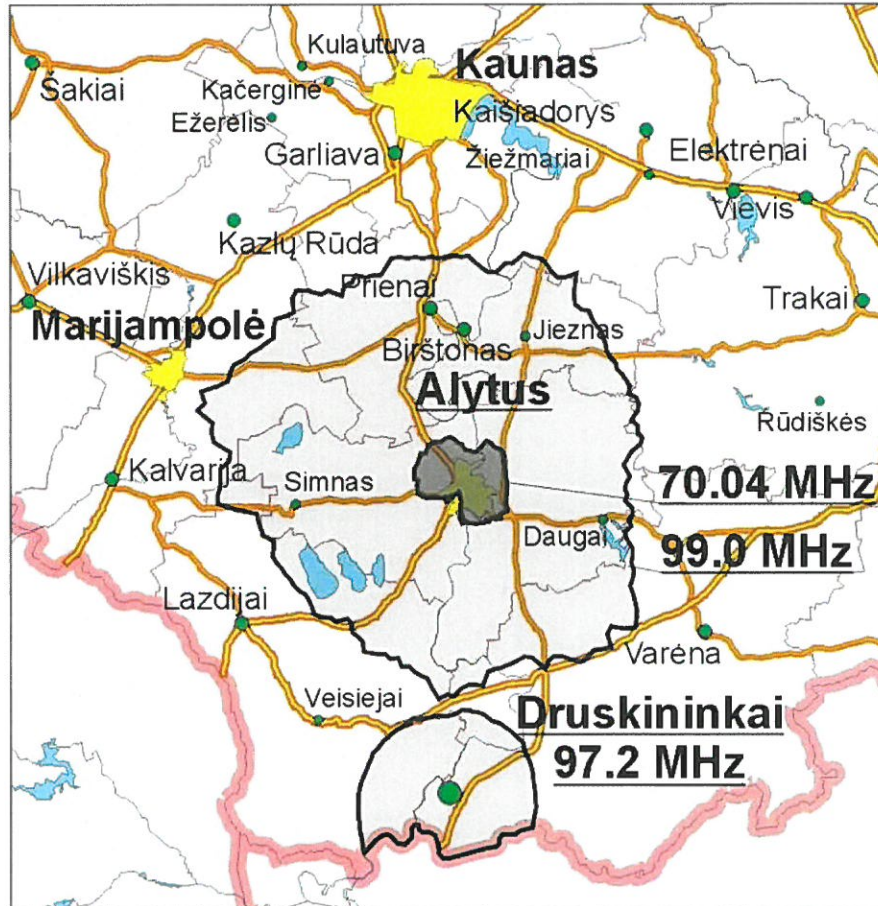 Kulautuva
Kaunas
Šakiai
Kačerginė
Kaišiadorys
Ežerėlis
Garliava
Žiežmariai
Elektrėnai
Vievis
Kazlų Rūda
Vilkaviškis
Prienai
Trakai
Marijampolė
Jieznas
Birštonas
Alytus
Rūdiškės
Kalvarija
Simnas
70.04 MHz
Daugai
99.0 MHz
Lazdijai
Varėna
Veisiejai
Druskininkai
97.2 MHz